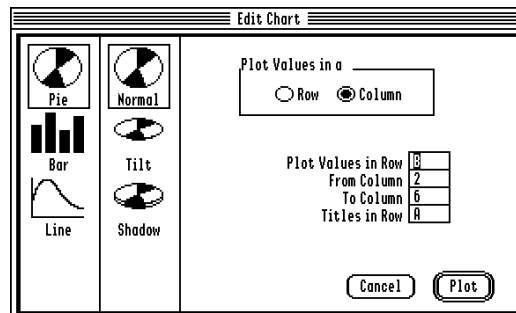 Edit Chart
Pie
Bar
Line
Normal
Tilt
Shadow
Plot Values in a
Row Column
Plot Values in Row B
From Column 2
To Column 6
Titles in Row A
Cancel Plot